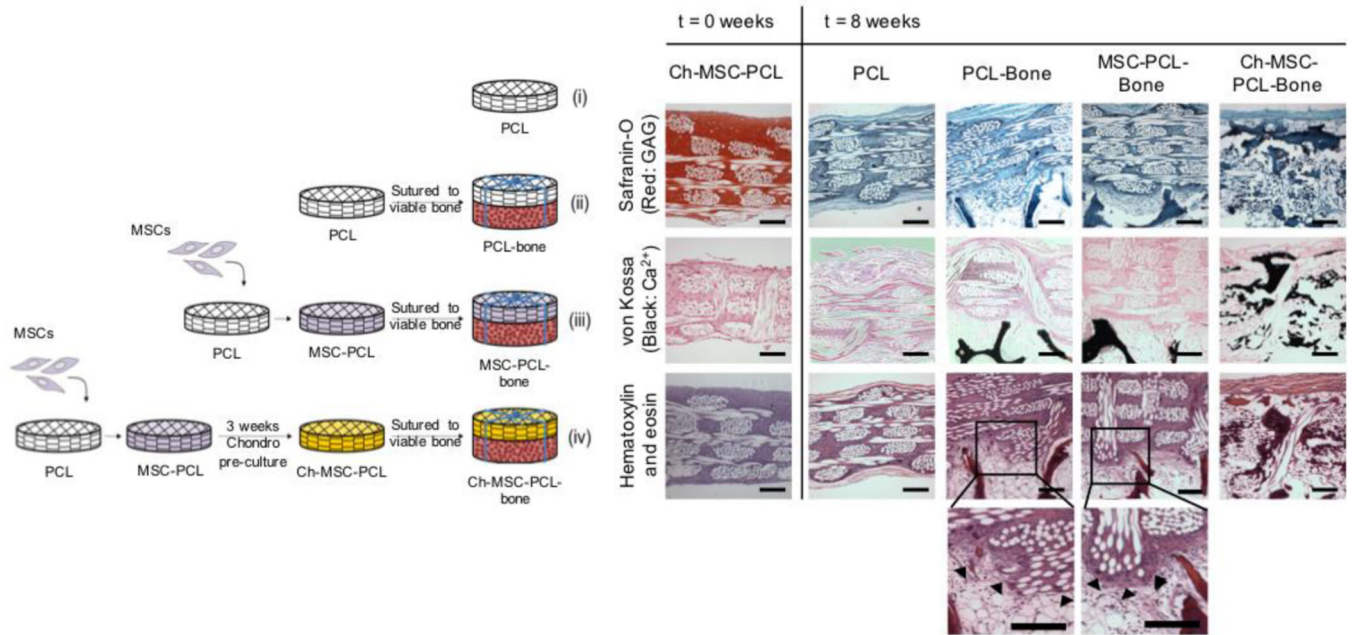 PCL
(i)
PCL
Sutured to
viable bone
PCL-bone
(ii)
MSCs
PCL
MSC-PCL
Sutured to
viable bone
MSC-PCL-
bone
(iii)
MSCs
PCL
MSC-PCL
3 weeks
Chondro
pre-culture
Ch-MSC-PCL
Sutured to
viable bone
Ch-MSC-PCL-
bone
(iv)
t = 0 weeks
t = 8 weeks
Ch-MSC-PCL
PCL
PCL-Bone
MSC-PCL-
Bone
Ch-MSC-
PCL-Bone
Safranin-O
(Red: GAG)
von Kossa
(Black: Ca²⁺)
Hematoxylin
and eosin